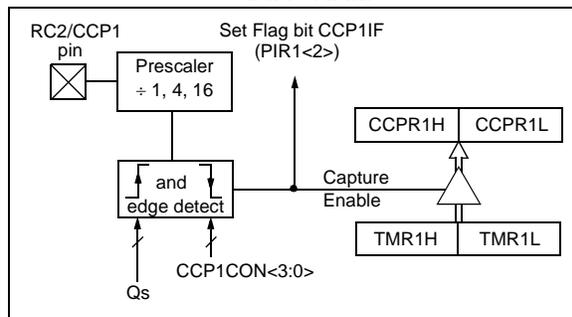 RC2/CCP1
pin
Prescaler
÷ 1, 4, 16
Set Flag bit CCP1IF
(PIR1<2>)
CCPR1H
CCPR1L
and
edge detect
Capture
Enable
TMR1H
TMR1L
CCP1CON<3:0>
Qs